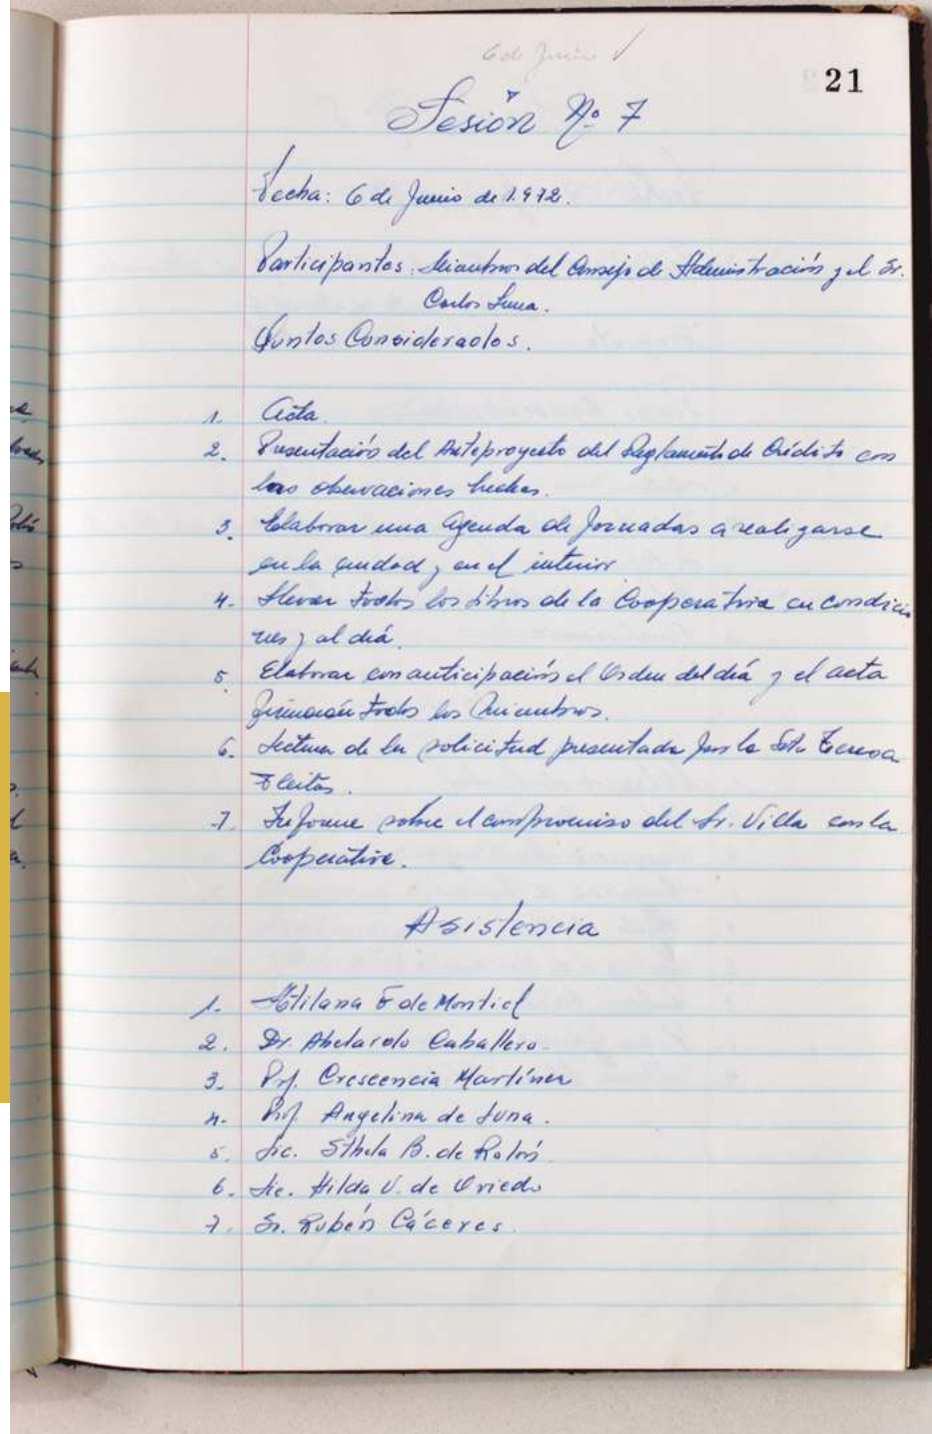 6 de Junio ✓
21
Sesión Nº 7
Fecha: 6 de Junio de 1.972.
Participantes: Miembros del Consejo de Administración y el Sr.
Carlos Luna.
Puntos Considerados.
1. Acta.
2. Presentación del Anteproyecto del Reglamento de Crédito con
las observaciones hechas.
3. Elaborar una Agenda de Jornadas a realizarse
en la ciudad y en el interior
4. Llevar todos los libros de la Cooperativa en condicio
nes y al día.
5. Elaborar con anticipación el Orden del día y el acta
firmarán todos los Miembros.
6. Lectura de la solicitud presentada por la Srta Teresa
Fleitas.
7. Informe sobre el compromiso del Sr. Villa con la
Cooperativa.
Asistencia
1. F de Montiel
2. Dr. Abelardo Caballero.
3. Prof. Crescencia Martínez
4. Prof. Angelina de Luna.
5. Lic. Sthela B. de Rolón
6. Lic. Hilda V. de Oviedo
7. Sr. Rubén Cáceres.